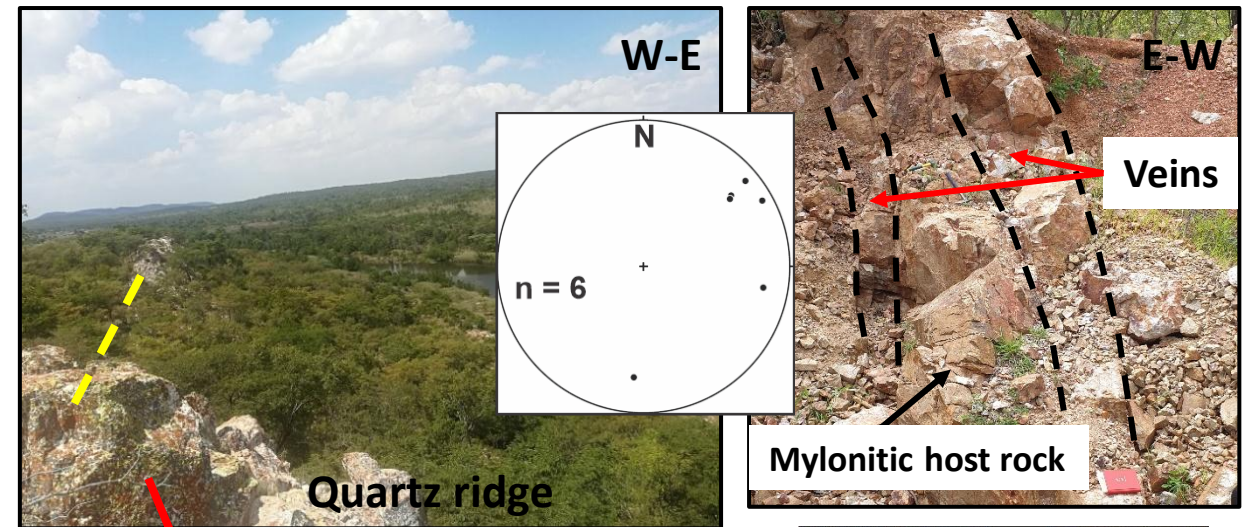 W-E
E-W
N
Veins
n = 6
Mylonitic host rock
Quartz ridge